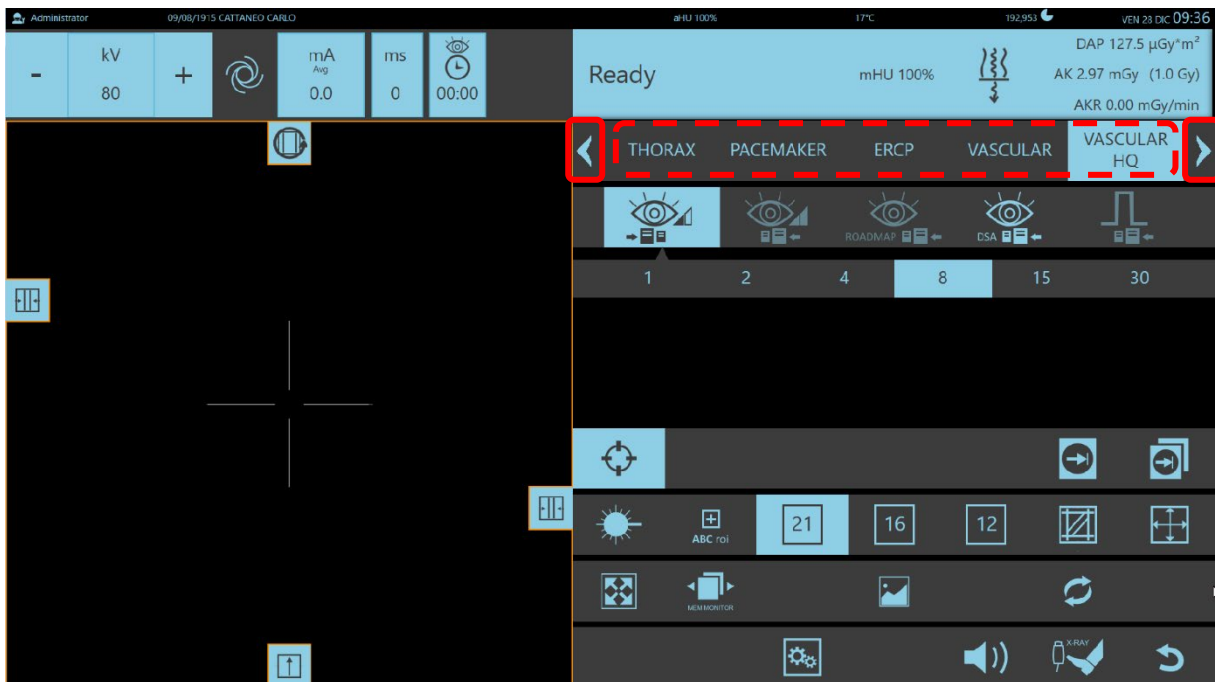 Administrator
09/08/1915 CATTANEO CARLO
aHU 100%
17°C
192,953
VEN 28 DIC 09:36
-
kV
80
+
mA
Avg
0.0
ms
0
00:00
Ready
mHU 100%
DAP 127.5 µGy*m²
AK 2.97 mGy (1.0 Gy)
AKR 0.00 mGy/min
THORAX
PACEMAKER
ERCP
VASCULAR
VASCULAR
HQ
ROADMAP
DSA
1
2
4
8
15
30
ABC roi
21
16
12
MEM MONITOR
X-RAY